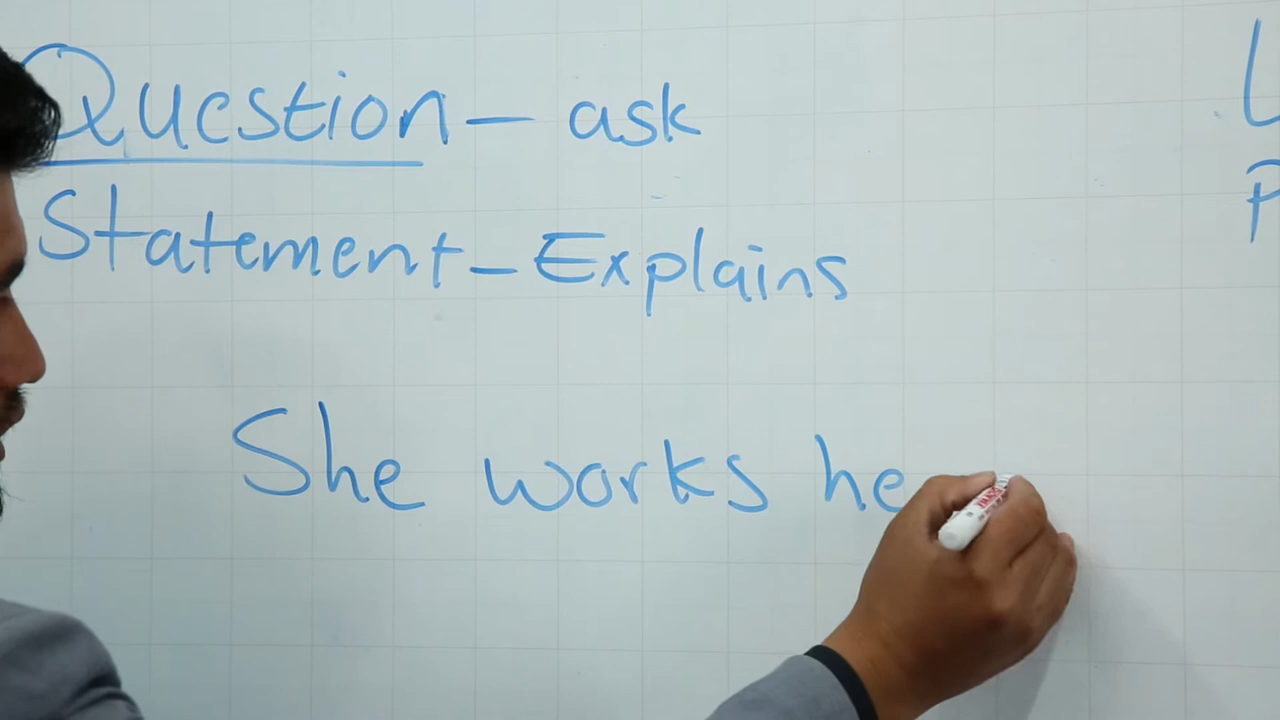 Question - ask
Statement - Explains
She works he